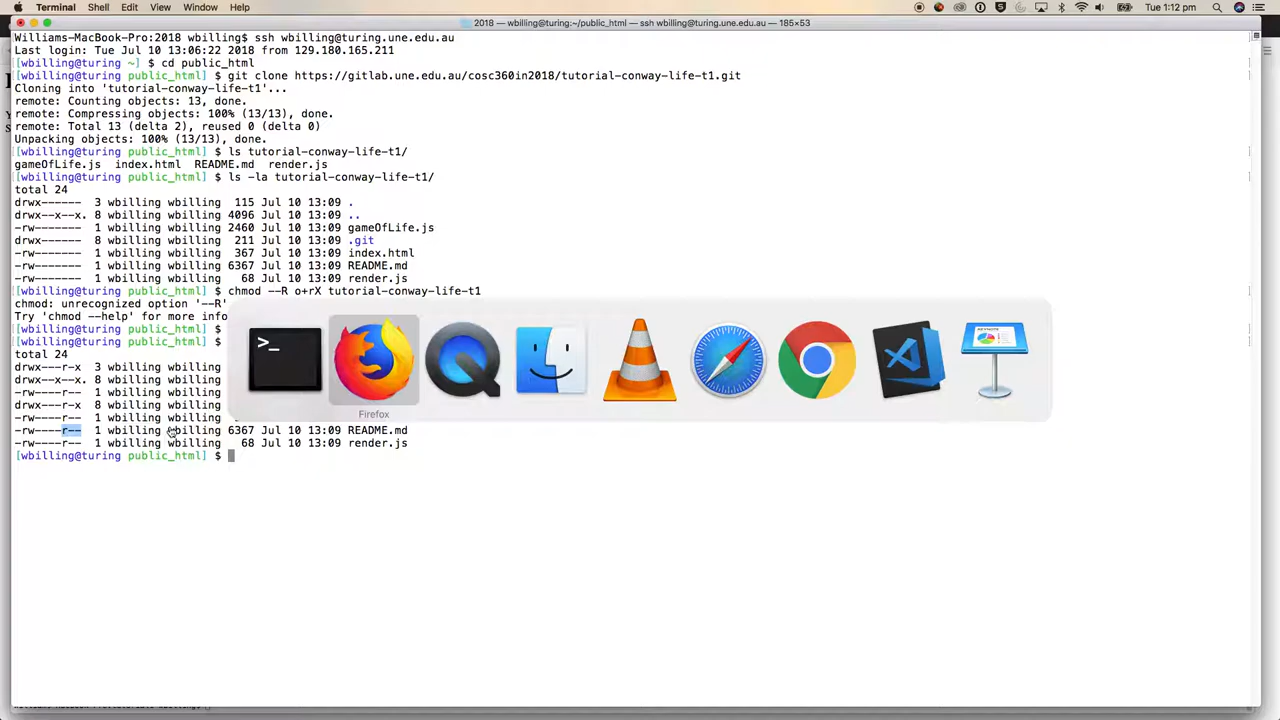 Terminal Shell Edit View Window Help Tue Jul 10 1:12 pm
2018 — wbilling@turing:~/public_html — ssh wbilling@turing.une.edu.au — 185×53
Williams-MacBook-Pro:2018 wbilling$ ssh wbilling@turing.une.edu.au
Last login: Tue Jul 10 13:06:22 2018 from 129.180.165.211
[[wbilling@turing ~] $ cd public_html
[[wbilling@turing public_html] $ git clone https://gitlab.une.edu.au/cosc360in2018/tutorial-conway-life-t1.git
Cloning into 'tutorial-conway-life-t1'...
remote: Counting objects: 13, done.
remote: Compressing objects: 100% (13/13), done.
remote: Total 13 (delta 2), reused 0 (delta 0)
Unpacking objects: 100% (13/13), done.
[[wbilling@turing public_html] $ ls tutorial-conway-life-t1/
gameOfLife.js index.html README.md render.js
[[wbilling@turing public_html] $ ls -la tutorial-conway-life-t1/
total 24
drwx------ 3 wbilling wbilling 115 Jul 10 13:09 .
drwx--x--x. 8 wbilling wbilling 4096 Jul 10 13:09 ..
-rw------- 1 wbilling wbilling 2460 Jul 10 13:09 gameOfLife.js
drwx------ 8 wbilling wbilling 211 Jul 10 13:09 .git
-rw------- 1 wbilling wbilling 367 Jul 10 13:09 index.html
-rw------- 1 wbilling wbilling 6367 Jul 10 13:09 README.md
-rw------- 1 wbilling wbilling 68 Jul 10 13:09 render.js
[[wbilling@turing public_html] $ chmod --R o+rX tutorial-conway-life-t1
chmod: unrecognized option '--R'
Try 'chmod --help' for more info
[[wbilling@turing public_html] $
[[wbilling@turing public_html] $
total 24
drwx---r-x 3 wbilling wbilling
drwx--x--x. 8 wbilling wbilling
-rw----r-- 1 wbilling wbilling
drwx---r-x 8 wbilling wbilling
-rw----r-- 1 wbilling wbilling
-rw----r-- 1 wbilling wbilling 6367 Jul 10 13:09 README.md
-rw----r-- 1 wbilling wbilling 68 Jul 10 13:09 render.js
[wbilling@turing public_html] $
Firefox
KEYNOTE